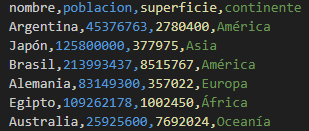 nombre,poblacion,superficie,continente
Argentina,45376763,2780400,América
Japón,125800000,377975,Asia
Brasil,213993437,8515767,América
Alemania,83149300,357022,Europa
Egipto,109262178,1002450,África
Australia,25925600,7692024,Oceanía